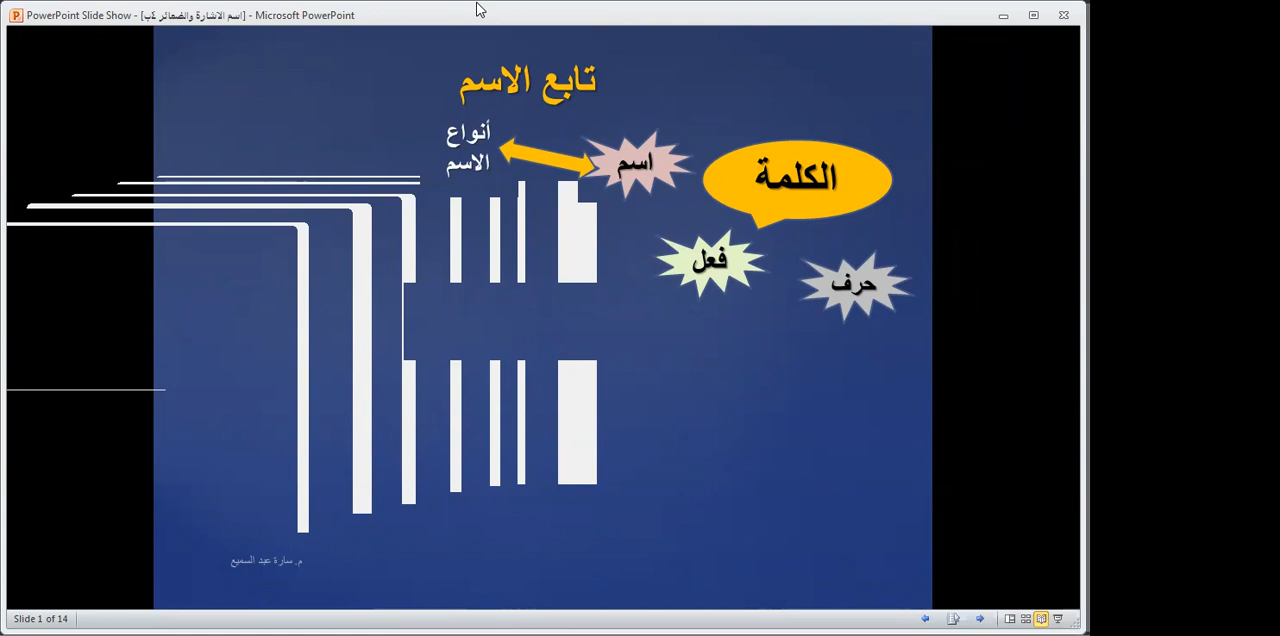 PowerPoint Slide Show - [اسم الاشارة والضمائر ٤ب] - Microsoft PowerPoint
تابع الاسم
أنواع
الاسم
اسم
الكلمة
فعل
حرف
م. سارة عبد السميع
Slide 1 of 14